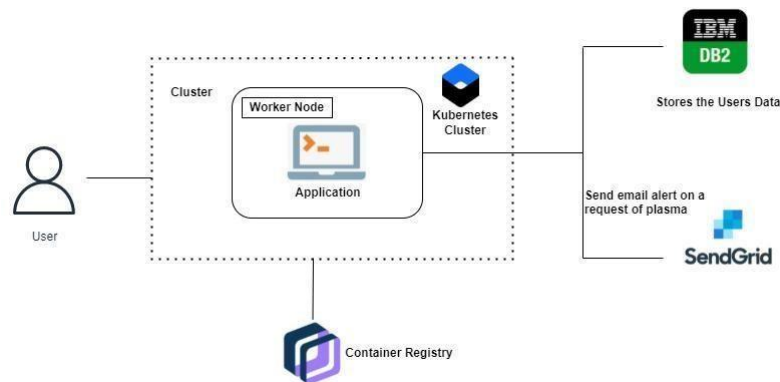 IBM
DB2
Stores the Users Data
Cluster
Worker Node
Kubernetes
Cluster
Application
User
Send email alert on a
request of plasma
SendGrid
Container Registry